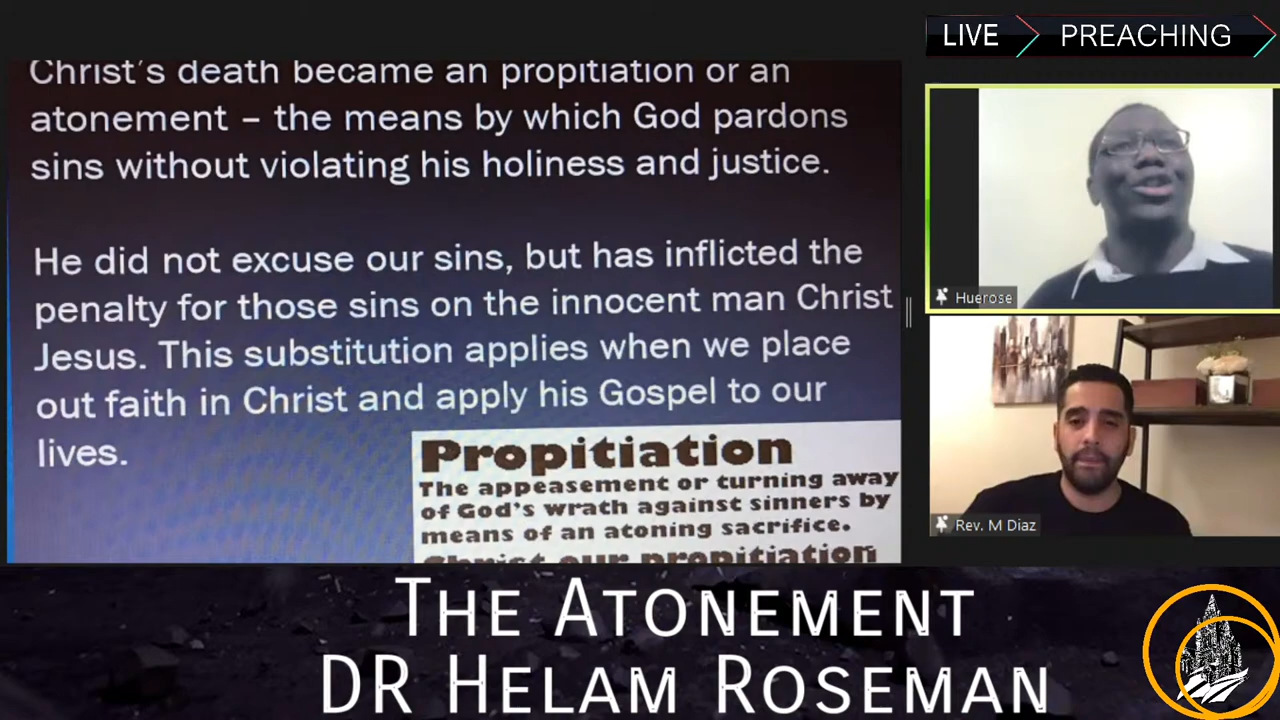 Christ's death became an propitiation or an
atonement – the means by which God pardons
sins without violating his holiness and justice.
He did not excuse our sins, but has inflicted the
penalty for those sins on the innocent man Christ
Jesus. This substitution applies when we place
out faith in Christ and apply his Gospel to our
lives.
Propitiation
The appeasement or turning away
of God's wrath against sinners by
means of an atoning sacrifice.
Christ our propitiation
LIVE PREACHING
Huerose
Rev. M Diaz
THE ATONEMENT
DR HELAM ROSEMAN